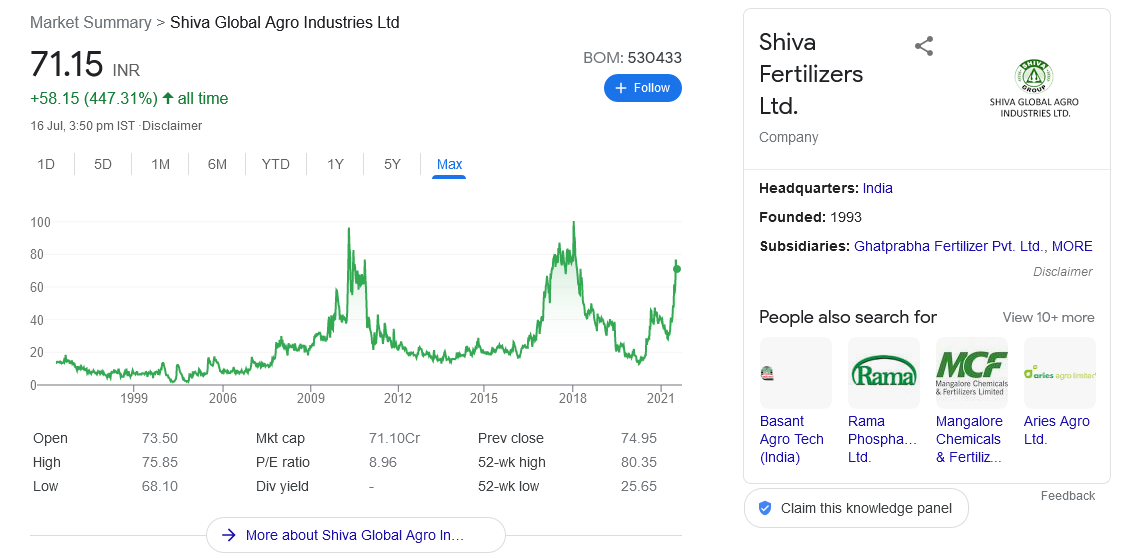 Market Summary > Shiva Global Agro Industries Ltd
71.15 INR
BOM: 530433
+58.15 (447.31%) ↑ all time
+ Follow
16 Jul, 3:50 pm IST ·Disclaimer
1D 5D 1M 6M YTD 1Y 5Y Max
100
80
60
40
20
0
1999 2006 2009 2012 2015 2018 2021
Open 73.50 Mkt cap 71.10Cr Prev close 74.95
High 75.85 P/E ratio 8.96 52-wk high 80.35
Low 68.10 Div yield - 52-wk low 25.65
→ More about Shiva Global Agro In…
Shiva
Fertilizers
Ltd.
Company
SHIVA
GROUP
SHIVA GLOBAL AGRO
INDUSTRIES LTD.
Headquarters: India
Founded: 1993
Subsidiaries: Ghatprabha Fertilizer Pvt. Ltd., MORE
Disclaimer
People also search for View 10+ more
Rama
MCF
Mangalore Chemicals
& Fertilizers Limited
aries agro limited
Basant
Agro Tech
(India)
Rama
Phospha…
Ltd.
Mangalore
Chemicals
& Fertiliz…
Aries Agro
Ltd.
Feedback
Claim this knowledge panel